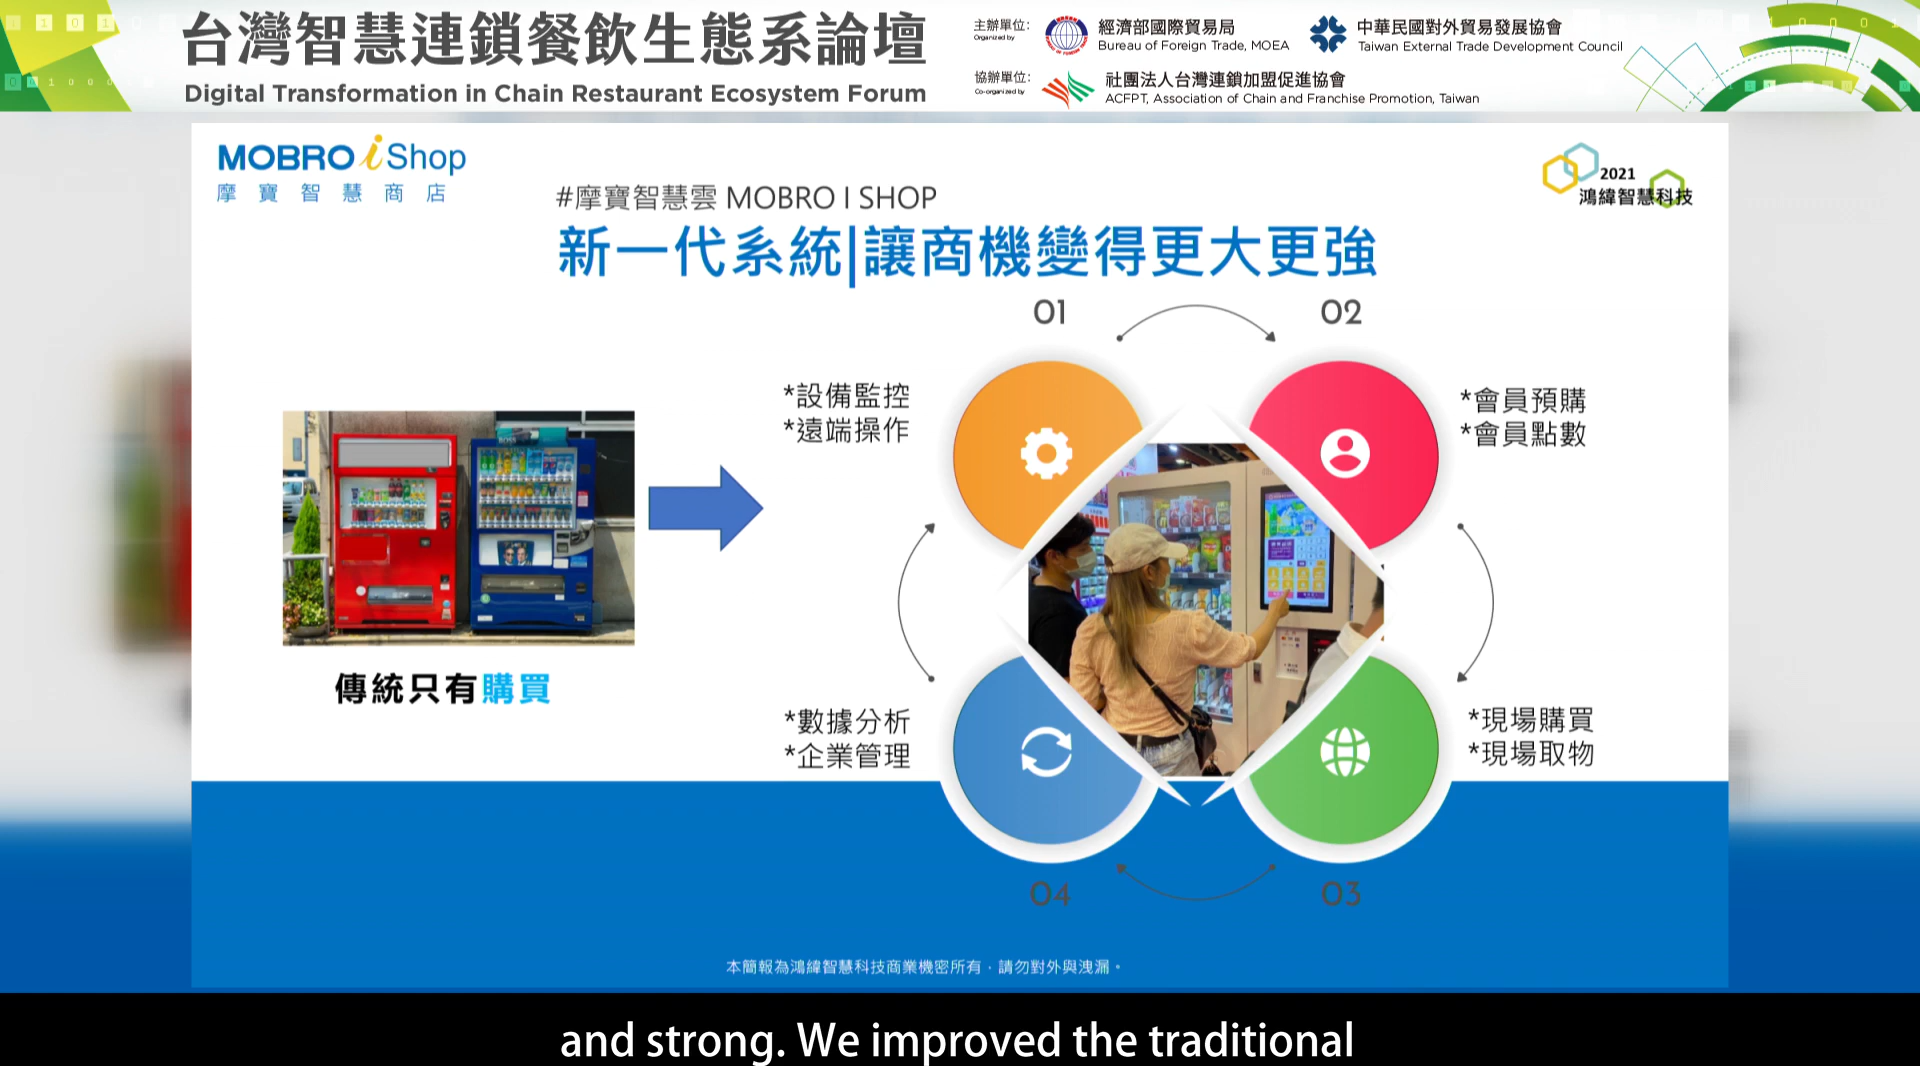 台灣智慧連鎖餐飲生態系論壇
Digital Transformation in Chain Restaurant Ecosystem Forum
主辦單位:
Organized by
經濟部國際貿易局
Bureau of Foreign Trade, MOEA
中華民國對外貿易發展協會
Taiwan External Trade Development Council
協辦單位:
Co-organized by
社團法人台灣連鎖加盟促進協會
ACFPT, Association of Chain and Franchise Promotion, Taiwan
MOBRO iShop
摩寶智慧商店
2021
鴻緯智慧科技
#摩寶智慧雲 MOBRO I SHOP
新一代系統|讓商機變得更大更強
01
02
*設備監控
*遠端操作
*會員預購
*會員點數
傳統只有購買
*數據分析
*企業管理
*現場購買
*現場取物
04
03
本簡報為鴻緯智慧科技商業機密所有，請勿對外與洩漏。
and strong. We improved the traditional